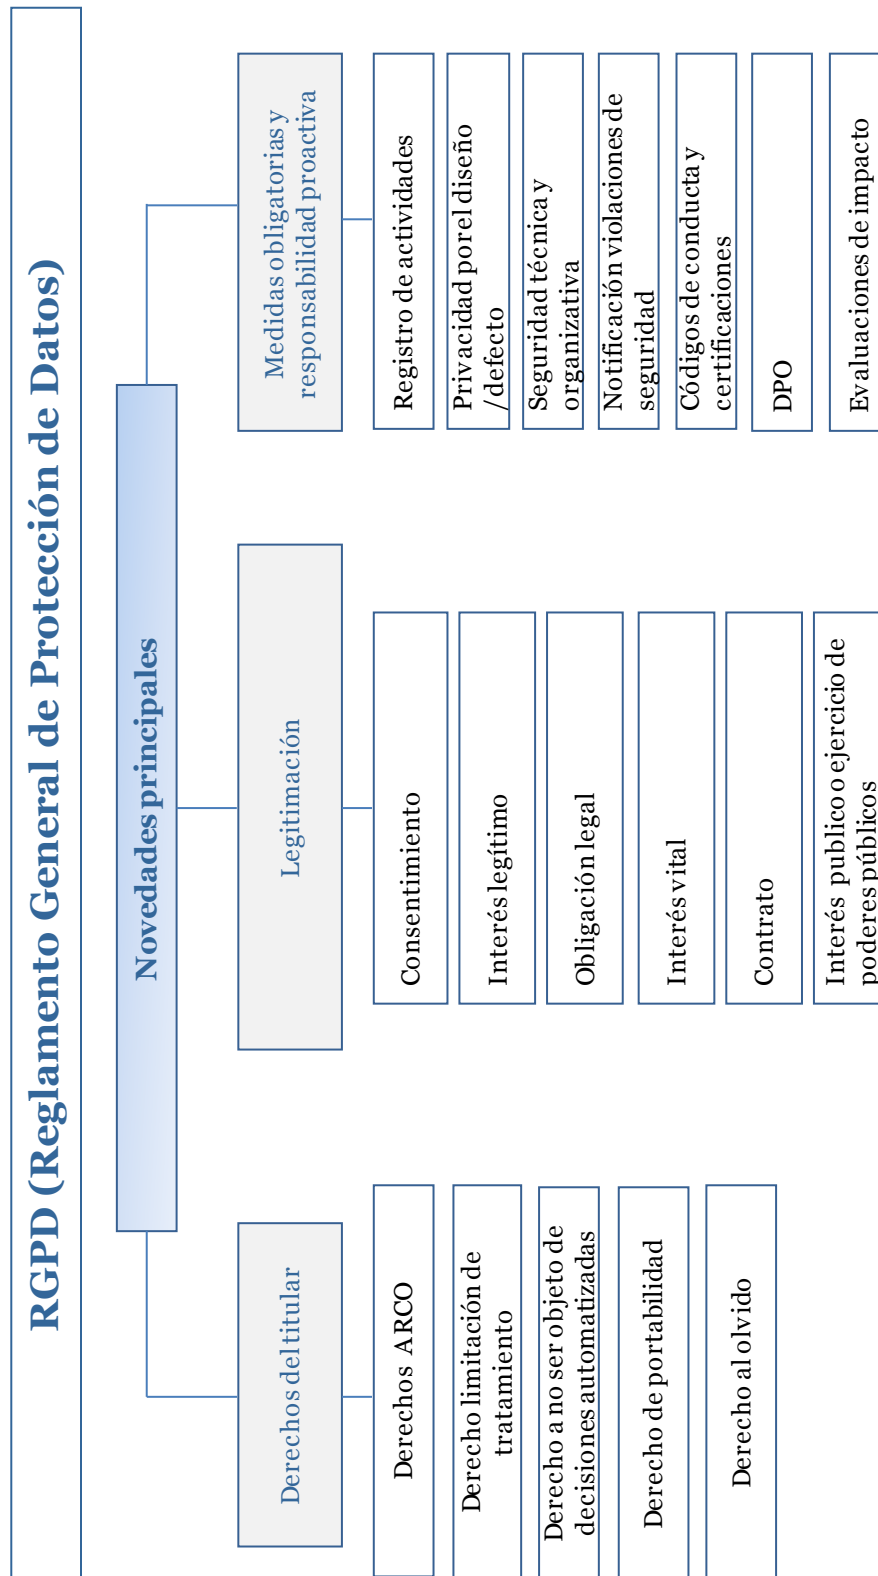 RGPD (Reglamento General de Protección de Datos)
Novedades principales
Derechos del titular
Derechos ARCO
Derecho limitación de
tratamiento
Derecho a no ser objeto de
decisiones automatizadas
Derecho de portabilidad
Derecho al olvido
Legitimación
Consentimiento
Interés legítimo
Obligación legal
Interés vital
Contrato
Interés publico o ejercicio de
poderes públicos
Medidas obligatorias y
responsabilidad proactiva
Registro de actividades
Privacidad por el diseño
/defecto
Seguridad técnica y
organizativa
Notificación violaciones de
seguridad
Códigos de conducta y
certificaciones
DPO
Evaluaciones de impacto